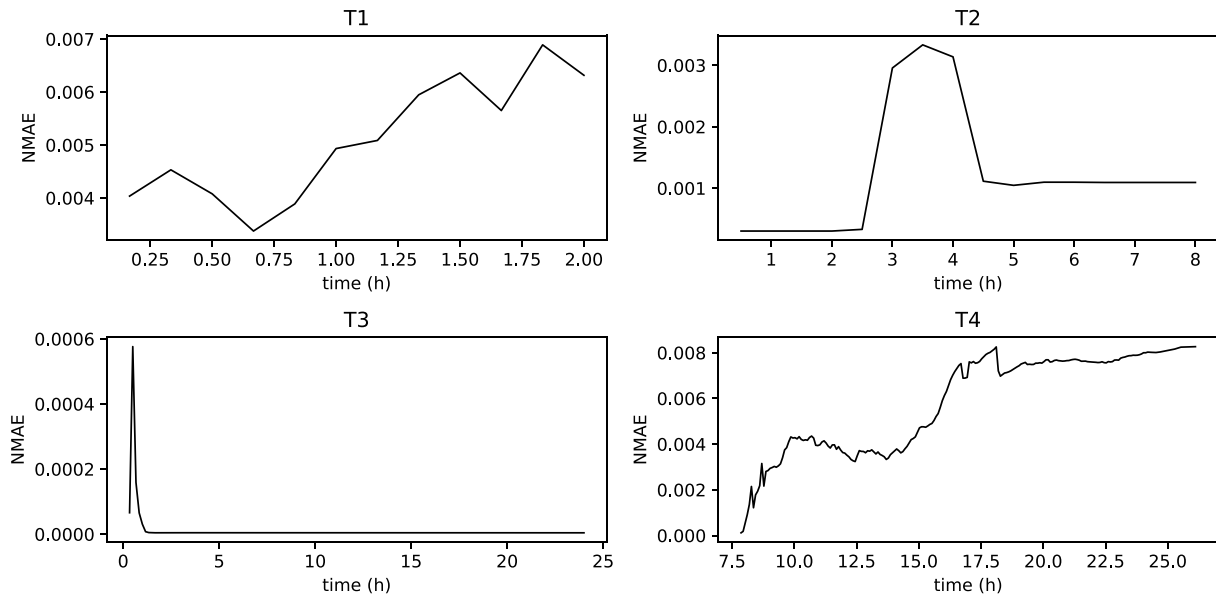 T1
0.007
0.006
0.005
0.004
NMAE
0.25 0.50 0.75 1.00 1.25 1.50 1.75 2.00
time (h)
T2
0.003
0.002
0.001
NMAE
1 2 3 4 5 6 7 8
time (h)
T3
0.0006
0.0004
0.0002
0.0000
NMAE
0 5 10 15 20 25
time (h)
T4
0.008
0.006
0.004
0.002
0.000
NMAE
7.5 10.0 12.5 15.0 17.5 20.0 22.5 25.0
time (h)